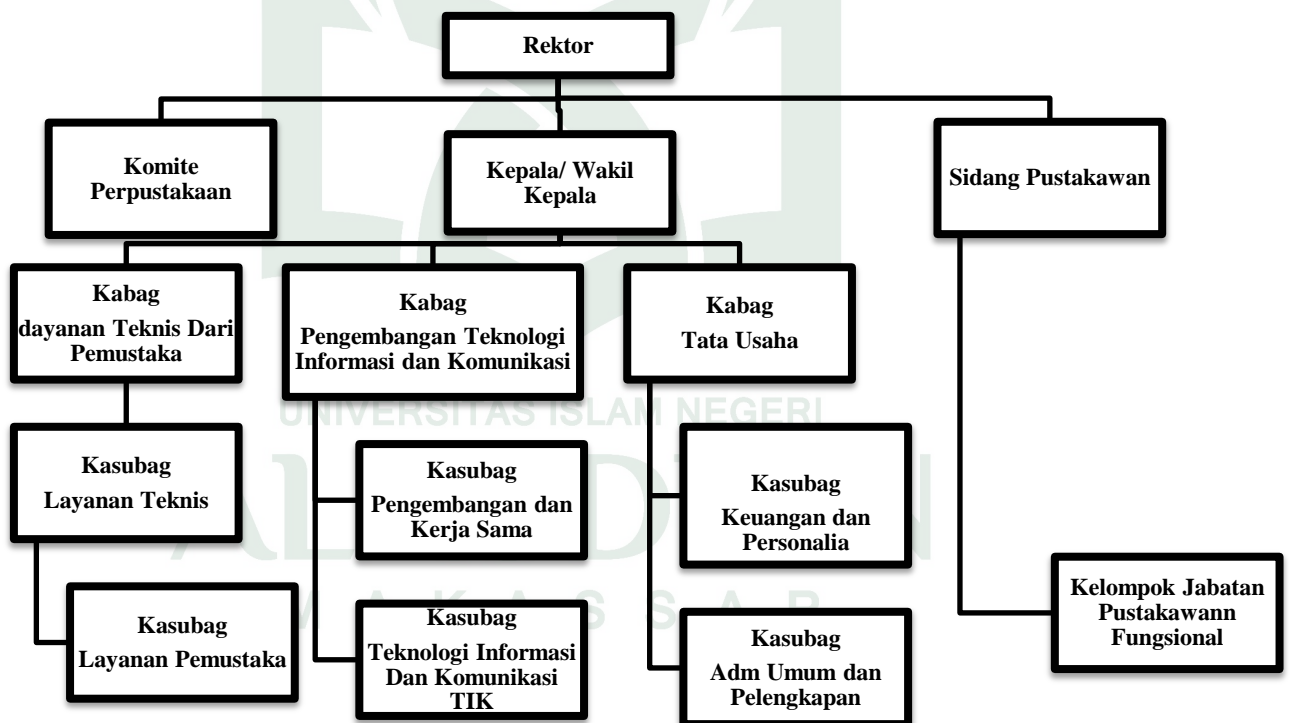 Rektor
Komite
Perpustakaan
Kepala/ Wakil
Kepala
Sidang Pustakawan
Kabag
dayanan Teknis Dari
Pemustaka
Kabag
Pengembangan Teknologi
Informasi dan Komunikasi
Kabag
Tata Usaha
UNIVERSITAS ISLAM NEGERI
Kasubag
Layanan Teknis
Kasubag
Pengembangan dan
Kerja Sama
Kasubag
Keuangan dan
Personalia
Kasubag
Layanan Pemustaka
Kasubag
Teknologi Informasi
Dan Komunikasi
TIK
Kasubag
Adm Umum dan
Pelengkapan
Kelompok Jabatan
Pustakawann
Fungsional